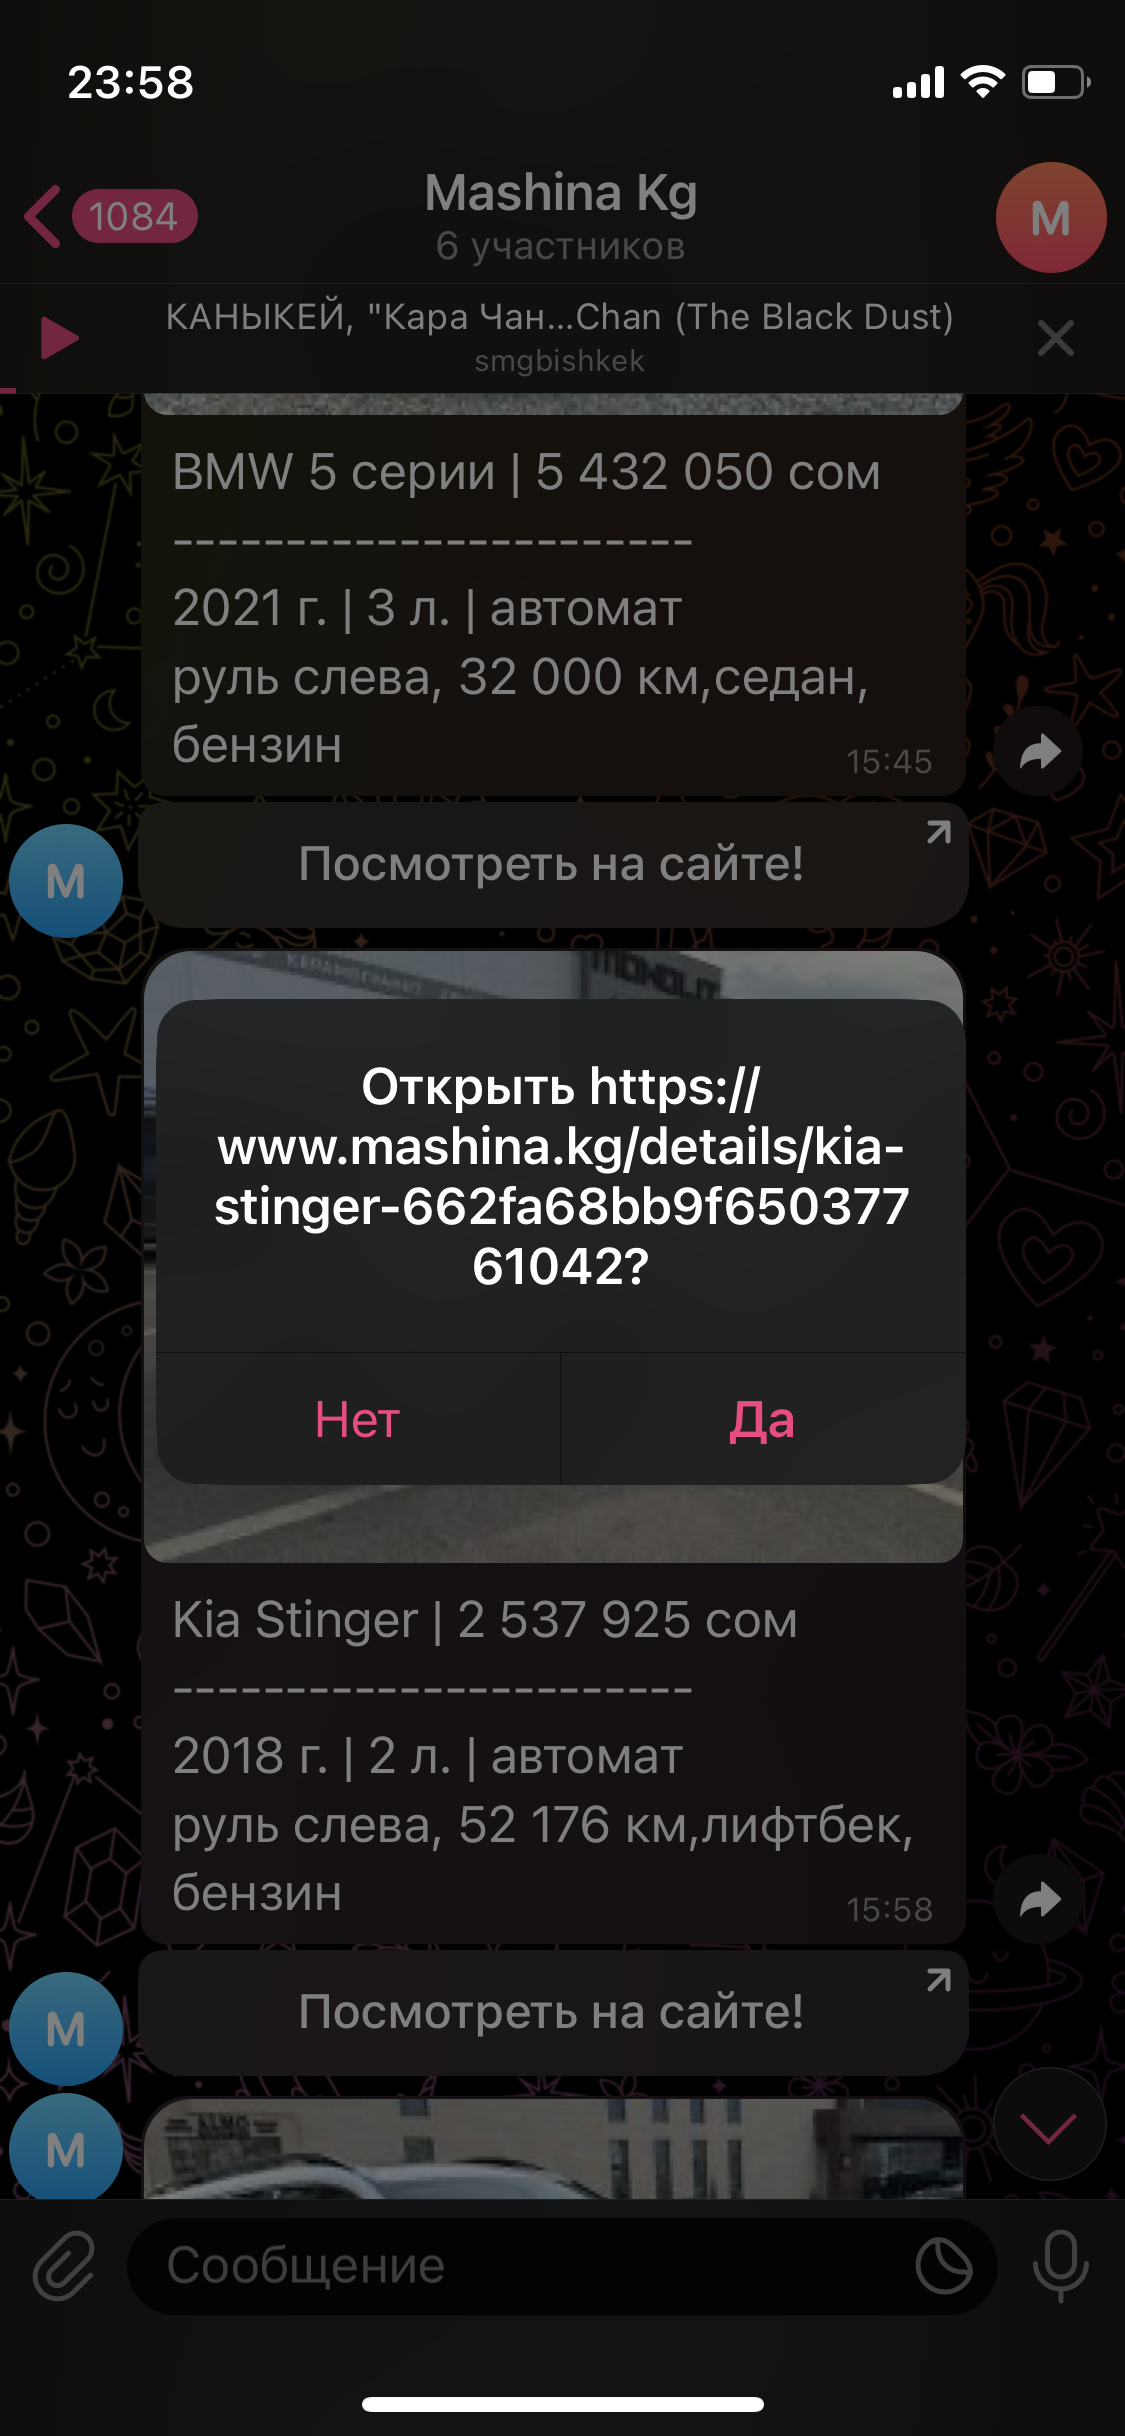 23:58
1084
Mashina Kg
6 участников
M
КАНЫКЕЙ, "Кара Чан...Chan (The Black Dust)
smgbishkek
BMW 5 серии | 5 432 050 сом
-----------------------
2021 г. | 3 л. | автомат
руль слева, 32 000 км,седан,
бензин
15:45
M
Посмотреть на сайте!
MONOLIT
Открыть https://
www.mashina.kg/details/kia-
stinger-662fa68bb9f650377
61042?
Нет
Да
Kia Stinger | 2 537 925 сом
-----------------------
2018 г. | 2 л. | автомат
руль слева, 52 176 км,лифтбек,
бензин
15:58
M
Посмотреть на сайте!
M
Сообщение